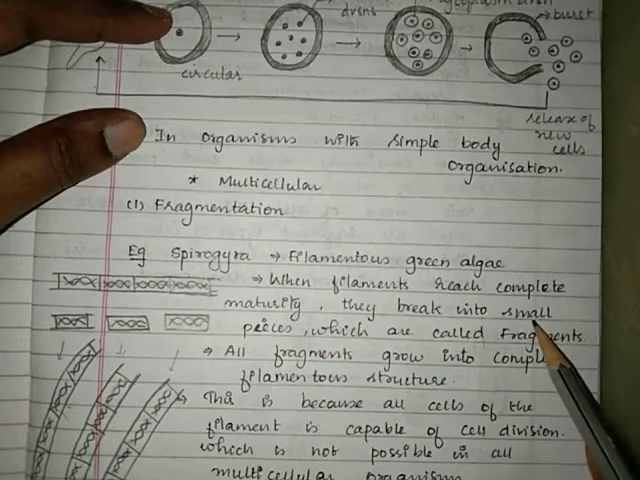 burst
circular
release of
new
cells
In organisms with simple body
organisation.
* Multicellular
(1) Fragmentation
Eg Spirogyra → Filamentous green algae
→ When filaments reach complete
maturity, they break into small
peices, which are called Fragments.
→ All fragments grow into comple
filamentous structure.
This is because all cells of the
filament is capable of cell division.
which is not possible in all
multicellular organisms